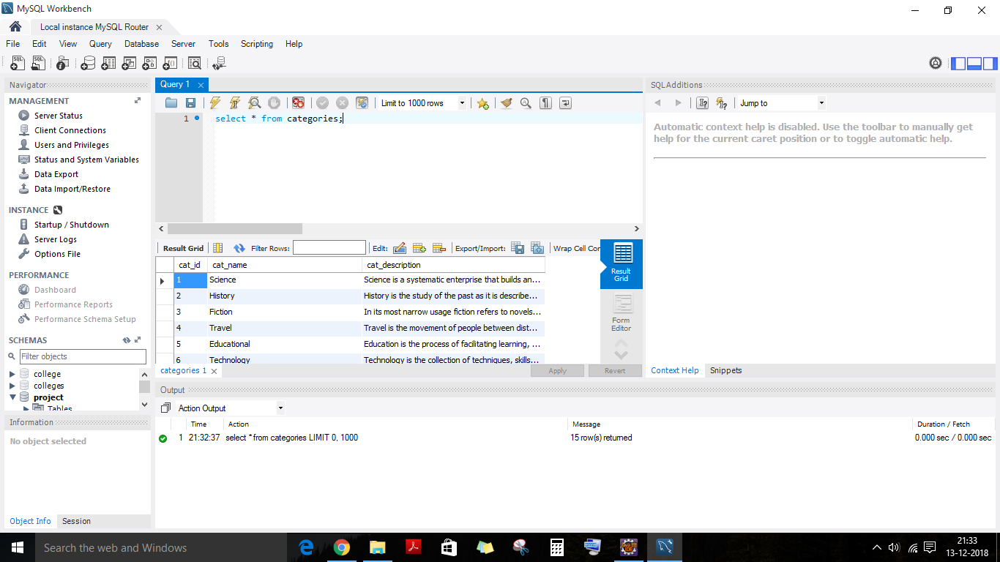 MySQL Workbench
Local instance MySQL Router
File Edit View Query Database Server Tools Scripting Help
Navigator
MANAGEMENT
Server Status
Client Connections
Users and Privileges
Status and System Variables
Data Export
Data Import/Restore
INSTANCE
Startup / Shutdown
Server Logs
Options File
PERFORMANCE
Dashboard
Performance Reports
Performance Schema Setup
SCHEMAS
Filter objects
college
colleges
project
Tables
Information
No object selected
Object Info Session
Query 1
Limit to 1000 rows
1 select * from categories;
Result Grid Filter Rows: Edit: Export/Import: Wrap Cell Con
cat_id cat_name cat_description
1 Science Science is a systematic enterprise that builds an...
2 History History is the study of the past as it is describe...
3 Fiction In its most narrow usage fiction refers to novels...
4 Travel Travel is the movement of people between dist...
5 Educational Education is the process of facilitating learning, ...
6 Technology Technology is the collection of techniques, skills...
Result
Grid
Form
Editor
categories 1
Apply Revert
SQLAdditions
Jump to
Automatic context help is disabled. Use the toolbar to manually get
help for the current caret position or to toggle automatic help.
Context Help Snippets
Output
Action Output
Time Action Message Duration / Fetch
1 21:32:37 select * from categories LIMIT 0, 1000 15 row(s) returned 0.000 sec / 0.000 sec
Search the web and Windows
21:33
13-12-2018